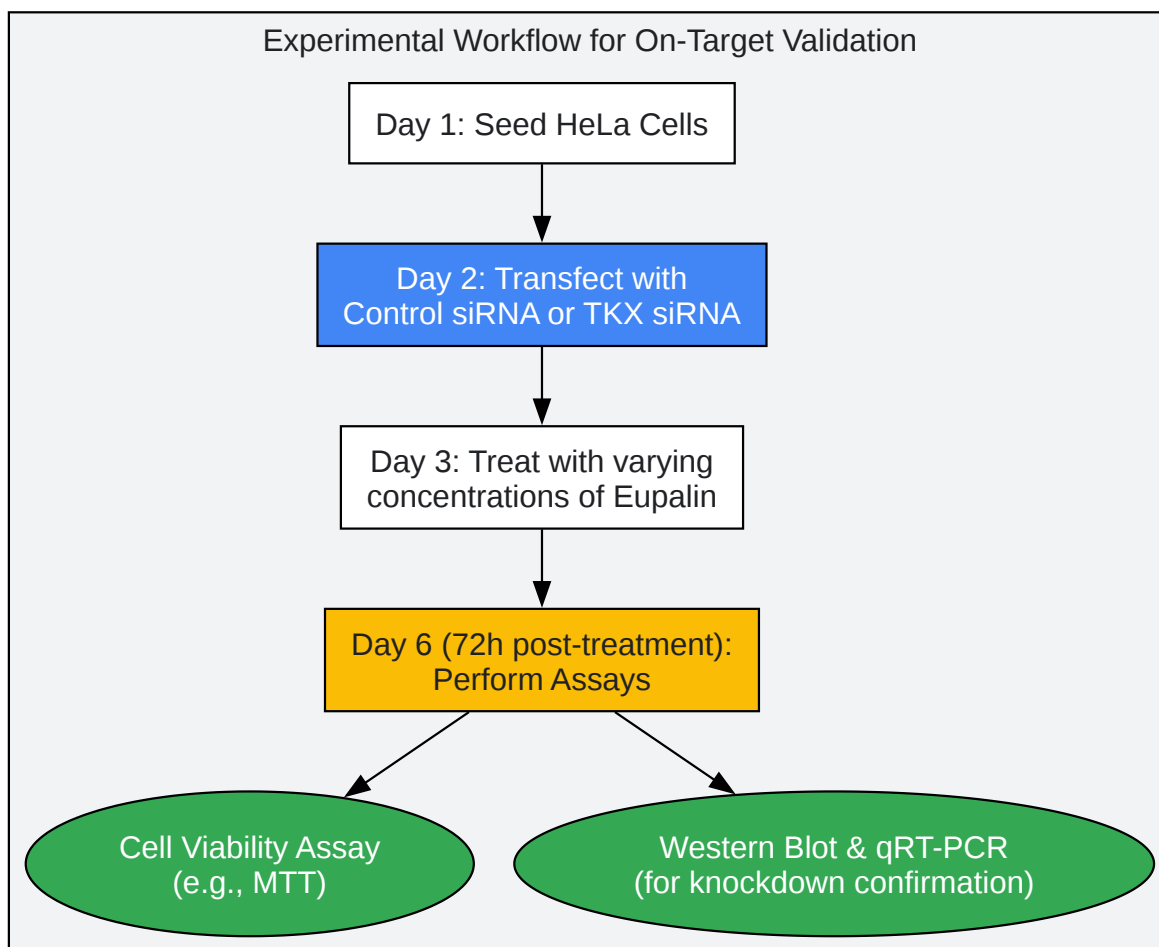 Experimental Workflow for On-Target Validation
Day 1: Seed HeLa Cells
Day 2: Transfect with
Control siRNA or TKX siRNA
Day 3: Treat with varying
concentrations of Eupalin
Day 6 (72h post-treatment):
Perform Assays
Cell Viability Assay
(e.g., MTT)
Western Blot & qRT-PCR
(for knockdown confirmation)